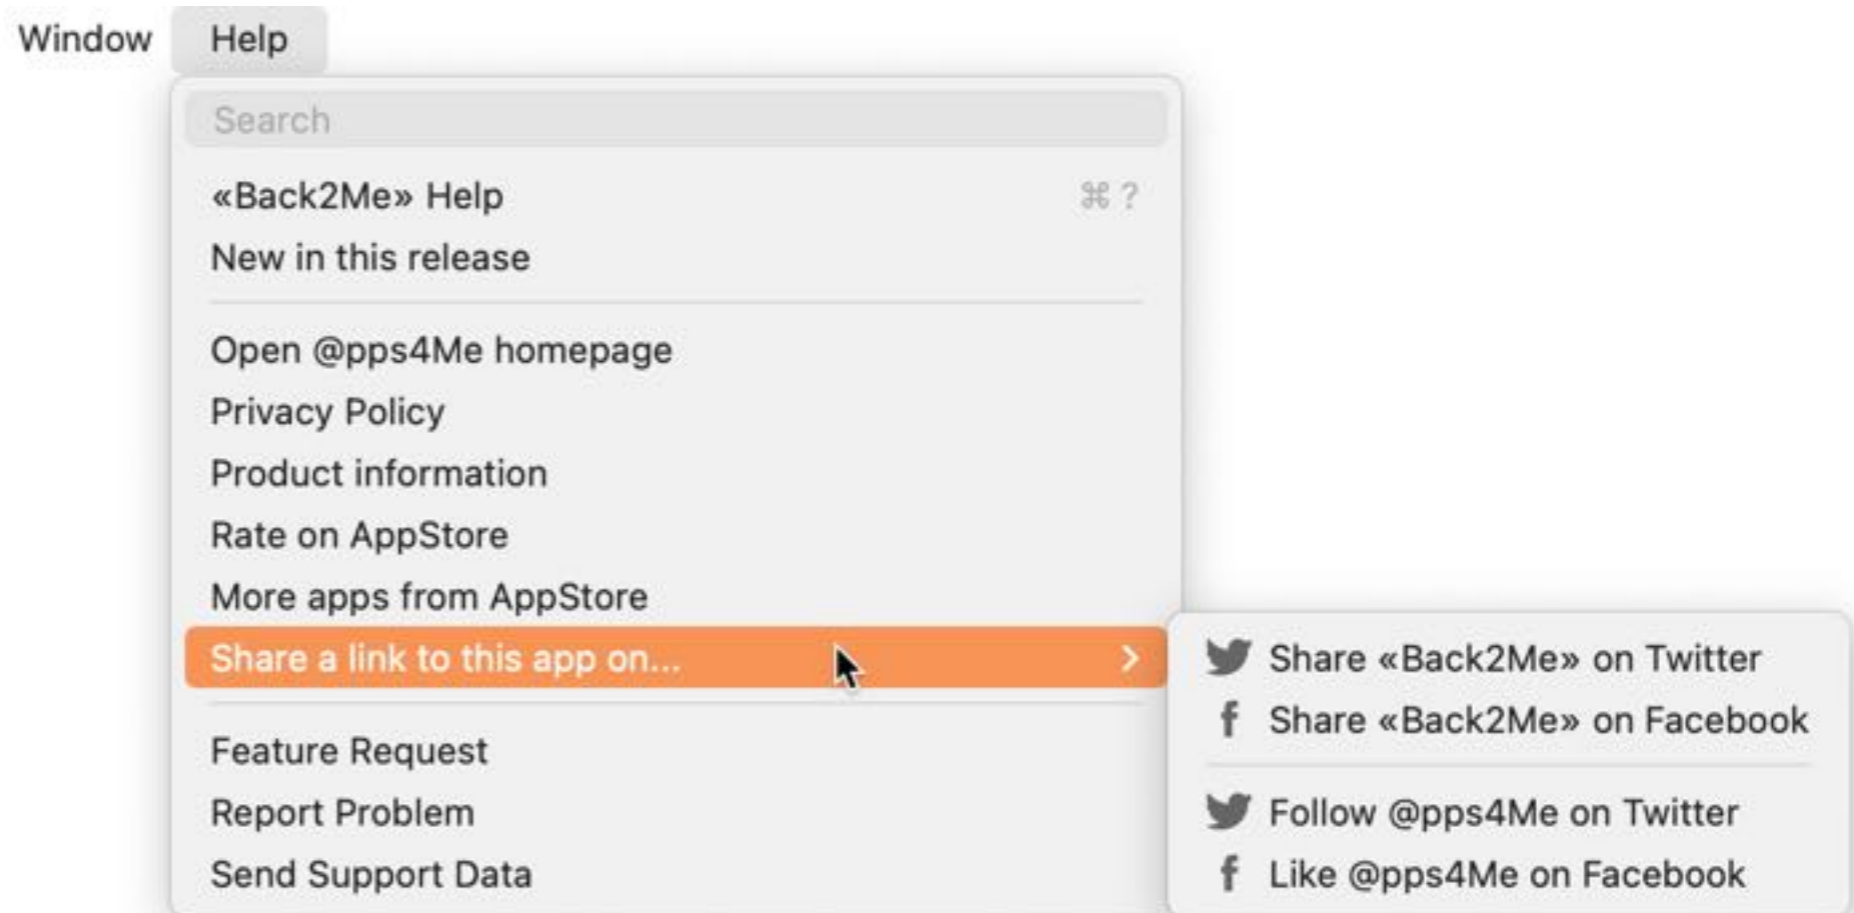 Window Help
Search
«Back2Me» Help ⌘ ?
New in this release
Open @pps4Me homepage
Privacy Policy
Product information
Rate on AppStore
More apps from AppStore
Share a link to this app on...
Share «Back2Me» on Twitter
Share «Back2Me» on Facebook
Follow @pps4Me on Twitter
Like @pps4Me on Facebook
Feature Request
Report Problem
Send Support Data